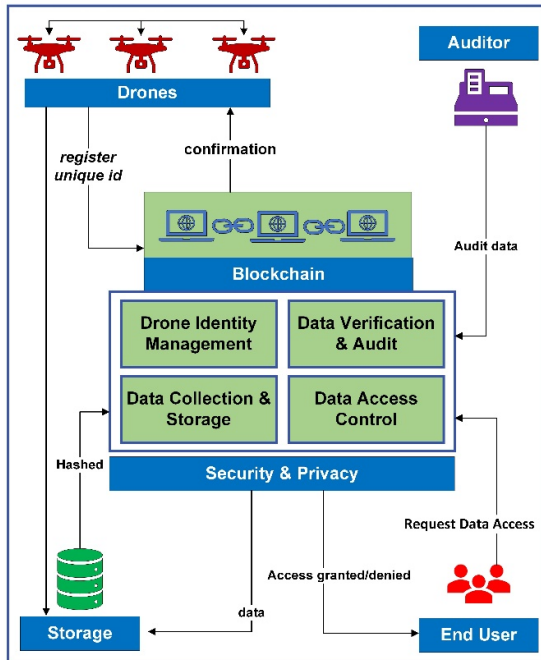 Auditor
Drones
register
unique id
confirmation
Audit data
Blockchain
Drone Identity
Management
Data Verification
& Audit
Data Collection &
Storage
Data Access
Control
Hashed
Security & Privacy
Request Data Access
Access granted/denied
data
Storage
End User